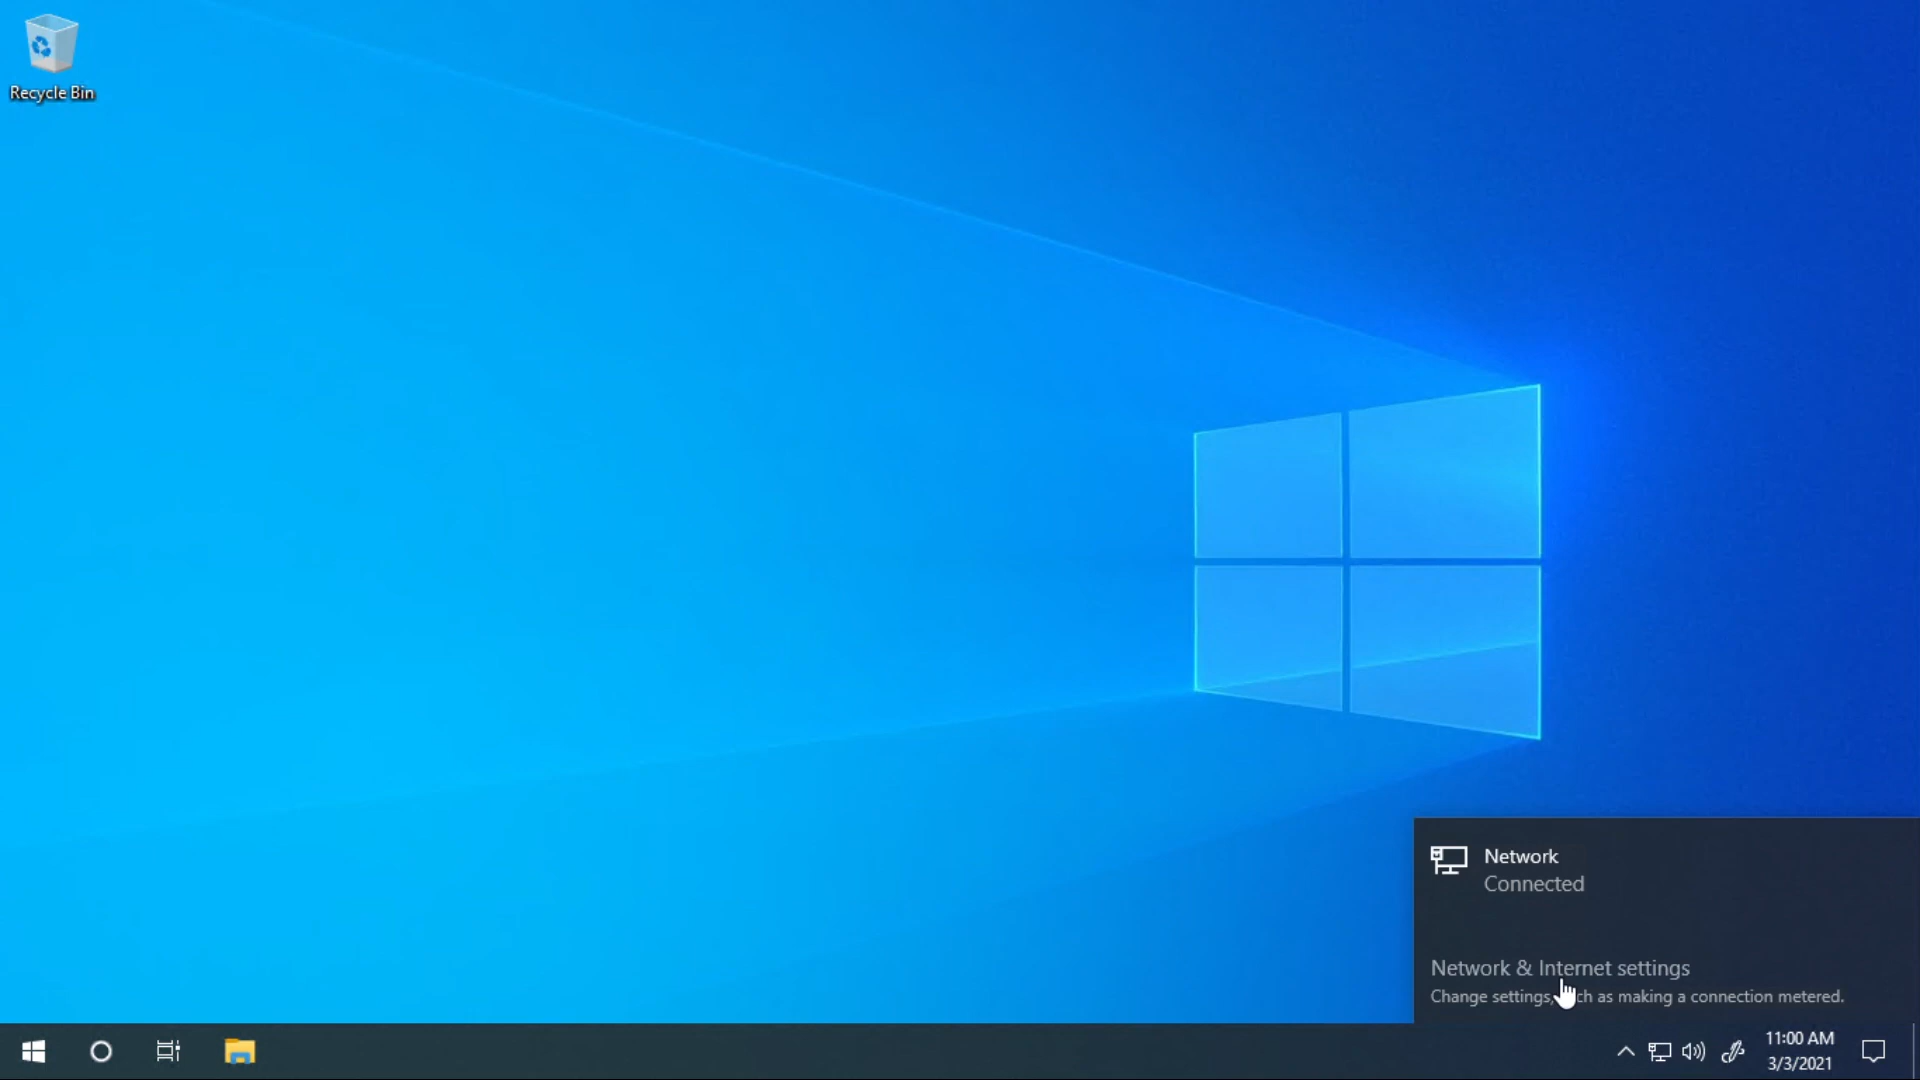 Recycle Bin
Network
Connected
Network & Internet settings
Change settings, ch as making a connection metered.
11:00 AM
3/3/2021